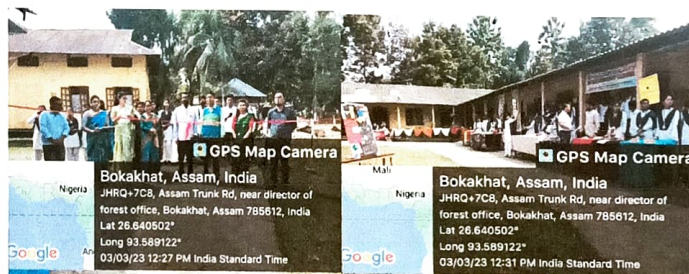 GPS Map Camera
Bokakhat, Assam, India
JHRQ+7C8, Assam Trunk Rd, near director of
forest office, Bokakhat, Assam 785612, India
Lat 26.640502°
Long 93.589122°
03/03/23 12:27 PM India Standard Time
Nigeria
Google
GPS Map Camera
Bokakhat, Assam, India
JHRQ+7C8, Assam Trunk Rd, near director of
forest office, Bokakhat, Assam 785612, India
Lat 26.640502°
Long 93.589122°
03/03/23 12:31 PM India Standard Time
Mali
Nigeria
Google